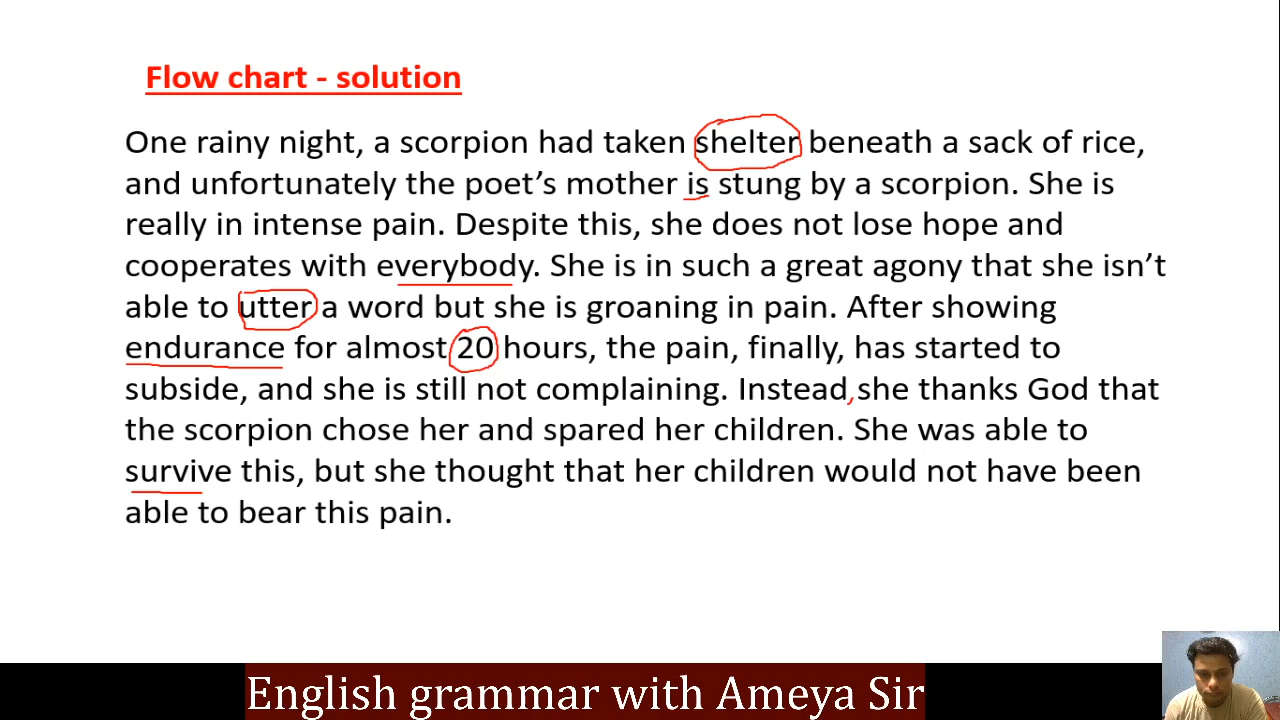 Flow chart - solution
One rainy night, a scorpion had taken shelter beneath a sack of rice,
and unfortunately the poet’s mother is stung by a scorpion. She is
really in intense pain. Despite this, she does not lose hope and
cooperates with everybody. She is in such a great agony that she isn’t
able to utter a word but she is groaning in pain. After showing
endurance for almost 20 hours, the pain, finally, has started to
subside, and she is still not complaining. Instead, she thanks God that
the scorpion chose her and spared her children. She was able to
survive this, but she thought that her children would not have been
able to bear this pain.
English grammar with Ameya Sir